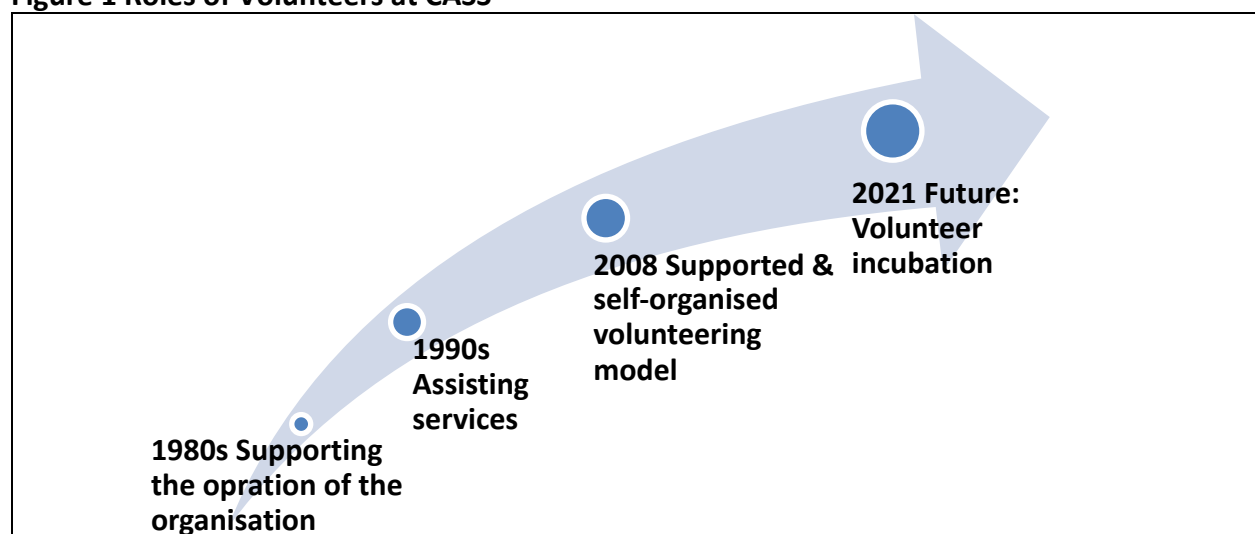 Figure 1 Roles of Volunteers at CASS
2021 Future:
Volunteer
incubation
2008 Supported &
self-organised
volunteering
model
1990s
Assisting
services
1980s Supporting
the opration of the
organisation